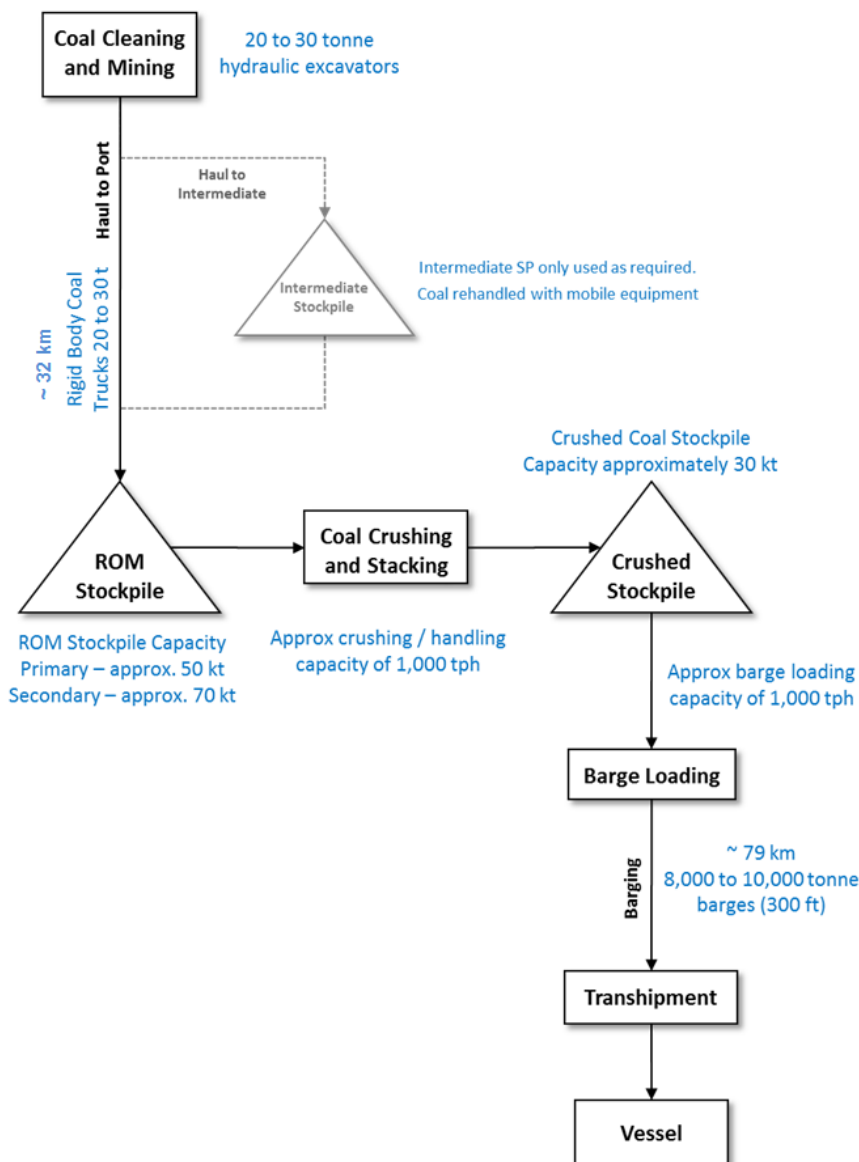 Coal Cleaning
and Mining
20 to 30 tonne
hydraulic excavators
Haul to Port
Haul to
Intermediate
Intermediate
Stockpile
Intermediate SP only used as required.
Coal rehandled with mobile equipment
~ 32 km
Rigid Body Coal
Trucks 20 to 30 t
ROM
Stockpile
ROM Stockpile Capacity
Primary – approx. 50 kt
Secondary – approx. 70 kt
Coal Crushing
and Stacking
Approx crushing / handling
capacity of 1,000 tph
Crushed Coal Stockpile
Capacity approximately 30 kt
Crushed
Stockpile
Approx barge loading
capacity of 1,000 tph
Barge Loading
Barging
~ 79 km
8,000 to 10,000 tonne
barges (300 ft)
Transhipment
Vessel